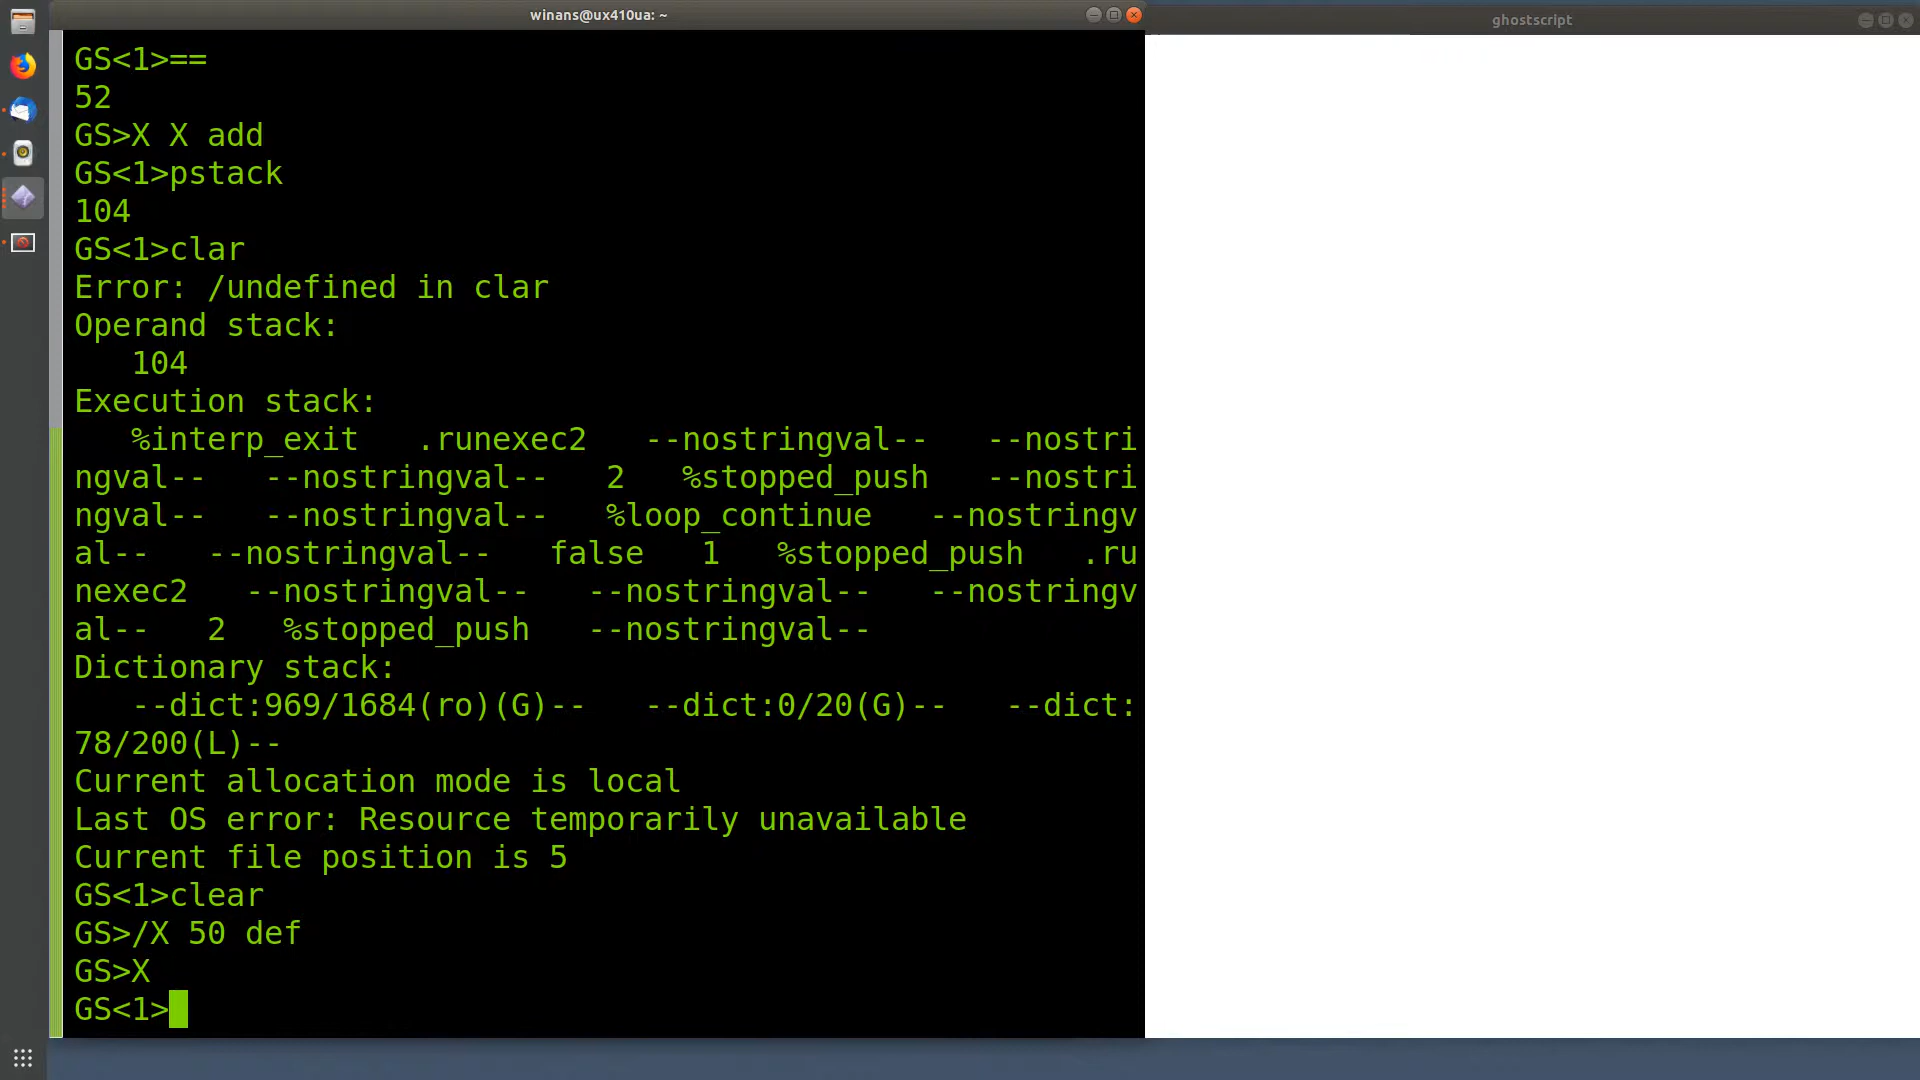 winans@ux410ua: ~
ghostscript
GS<1>==
52
GS>X X add
GS<1>pstack
104
GS<1>clar
Error: /undefined in clar
Operand stack:
   104
Execution stack:
   %interp_exit   .runexec2   --nostringval--   --nostri
ngval--   --nostringval--   2   %stopped_push   --nostri
ngval--   --nostringval--   %loop_continue   --nostringv
al--   --nostringval--   false   1   %stopped_push   .ru
nexec2   --nostringval--   --nostringval--   --nostringv
al--   2   %stopped_push   --nostringval--
Dictionary stack:
   --dict:969/1684(ro)(G)--   --dict:0/20(G)--   --dict:
78/200(L)--
Current allocation mode is local
Last OS error: Resource temporarily unavailable
Current file position is 5
GS<1>clear
GS>/X 50 def
GS>X
GS<1>